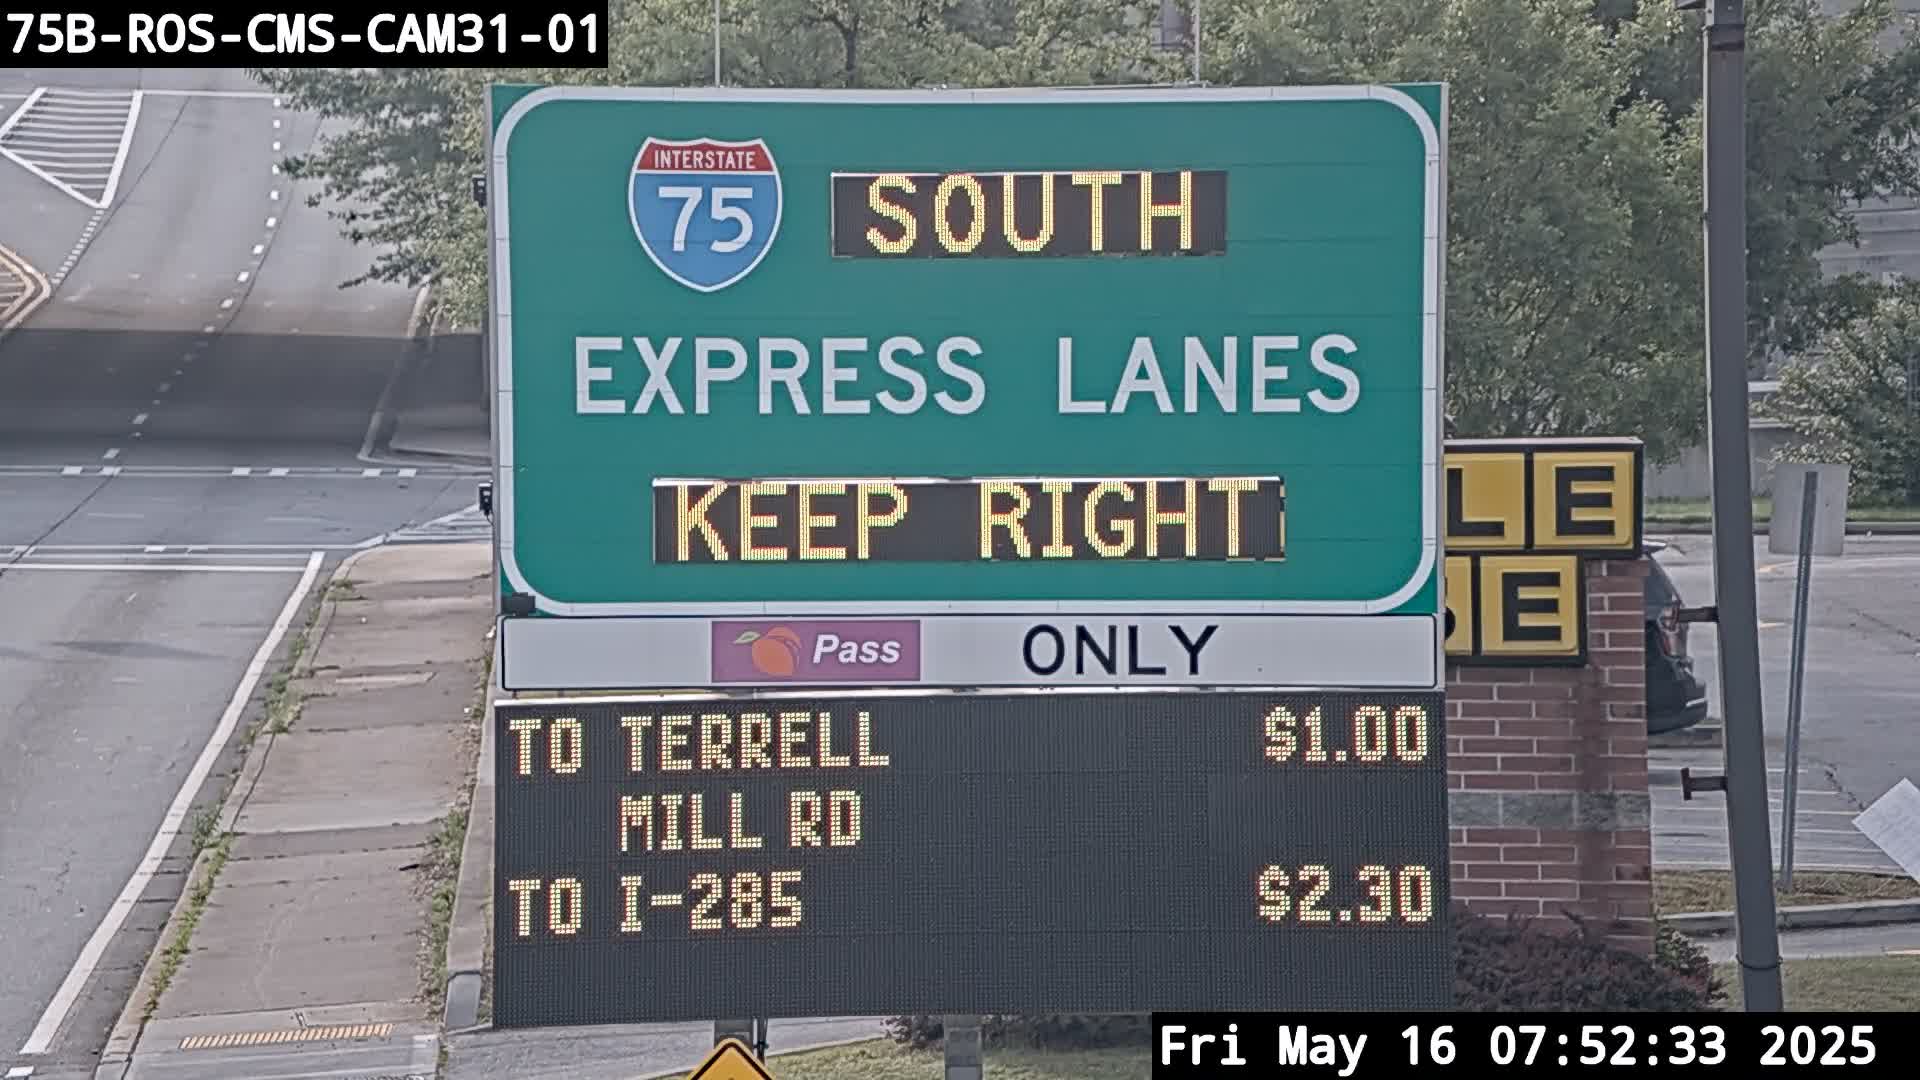 75B-ROS-CMS-CAM31-01
INTERSTATE
75
SOUTH
EXPRESS LANES
KEEP RIGHT
LE
E
Pass ONLY
TO TERRELL $1.00
MILL RD
TO I-285 $2.30
Fri May 16 07:52:33 2025